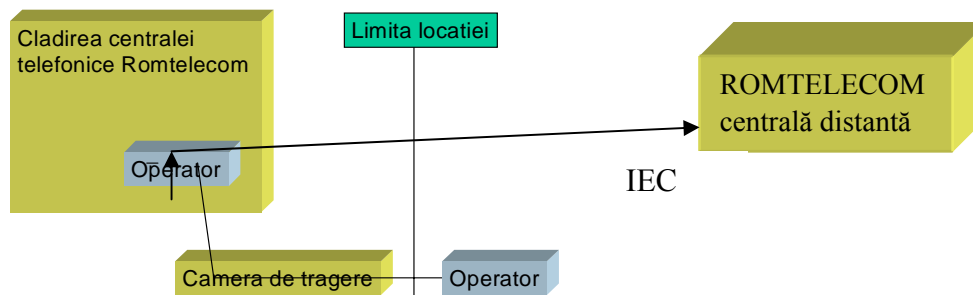 Cladirea centralei
telefonice Romtelecom
Limita locatiei
ROMTELECOM
centrală distantă
Operator
IEC
Camera de tragere
Operator